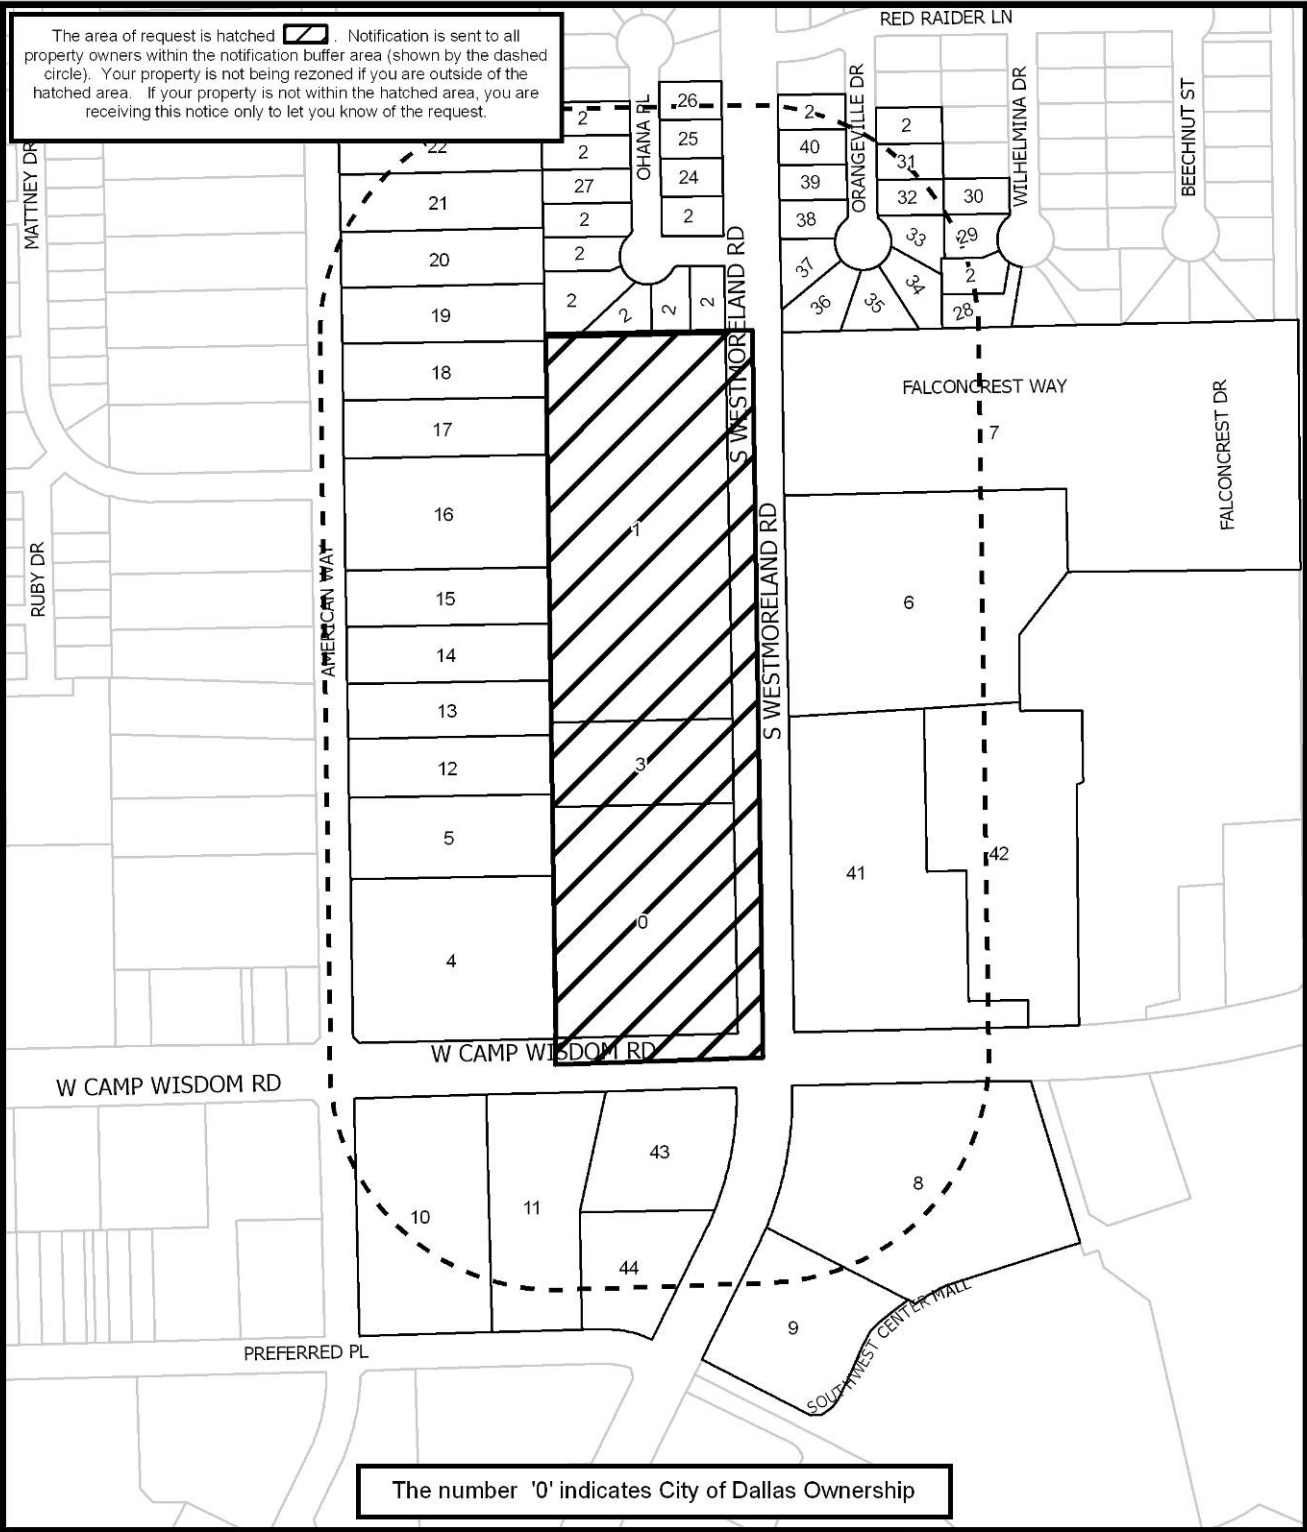 The area of request is hatched . Notification is sent to all
property owners within the notification buffer area (shown by the dashed
circle). Your property is not being rezoned if you are outside of the
hatched area. If your property is not within the hatched area, you are
receiving this notice only to let you know of the request.
RED RAIDER LN
OHANA PL
ORANGEVILLE DR
WILHELMINA DR
BEECHNUT ST
MATTNEY DR
26
2
2
2
25
40
22
2
31
24
39
27
32
30
21
2
2
38
33
29
20
2
37
2
34
19
2
2
2
2
36
35
28
S WESTMORELAND RD
18
FALCONCREST WAY
FALCONCREST DR
17
7
16
1
S WESTMORELAND RD
RUBY DR
AMERICAN WAY
15
6
14
13
12
3
5
42
41
0
4
W CAMP WISDOM RD
W CAMP WISDOM RD
43
8
11
10
44
9
SOUTHWEST CENTER MALL
PREFERRED PL
The number '0' indicates City of Dallas Ownership